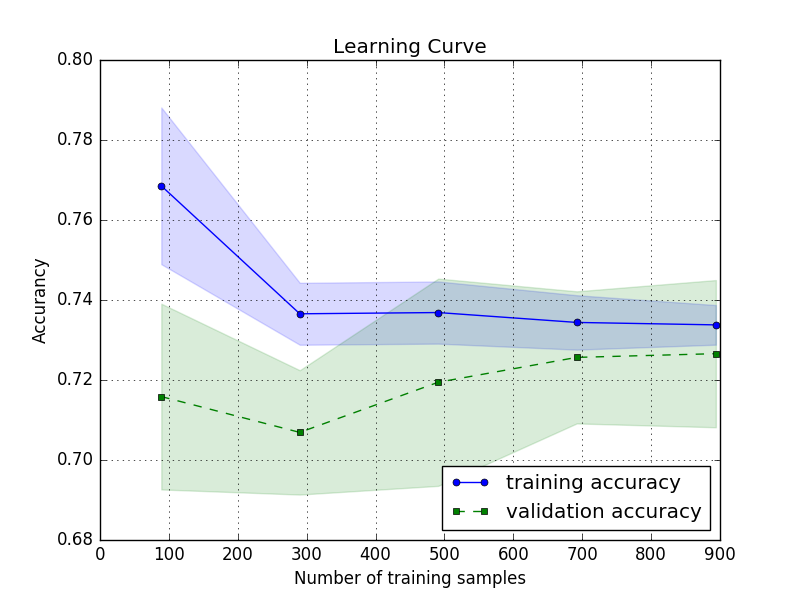 Learning Curve
0.80
0.78
0.76
0.74
0.72
0.70
0.68
Accurancy
0 100 200 300 400 500 600 700 800 900
Number of training samples
training accuracy
validation accuracy